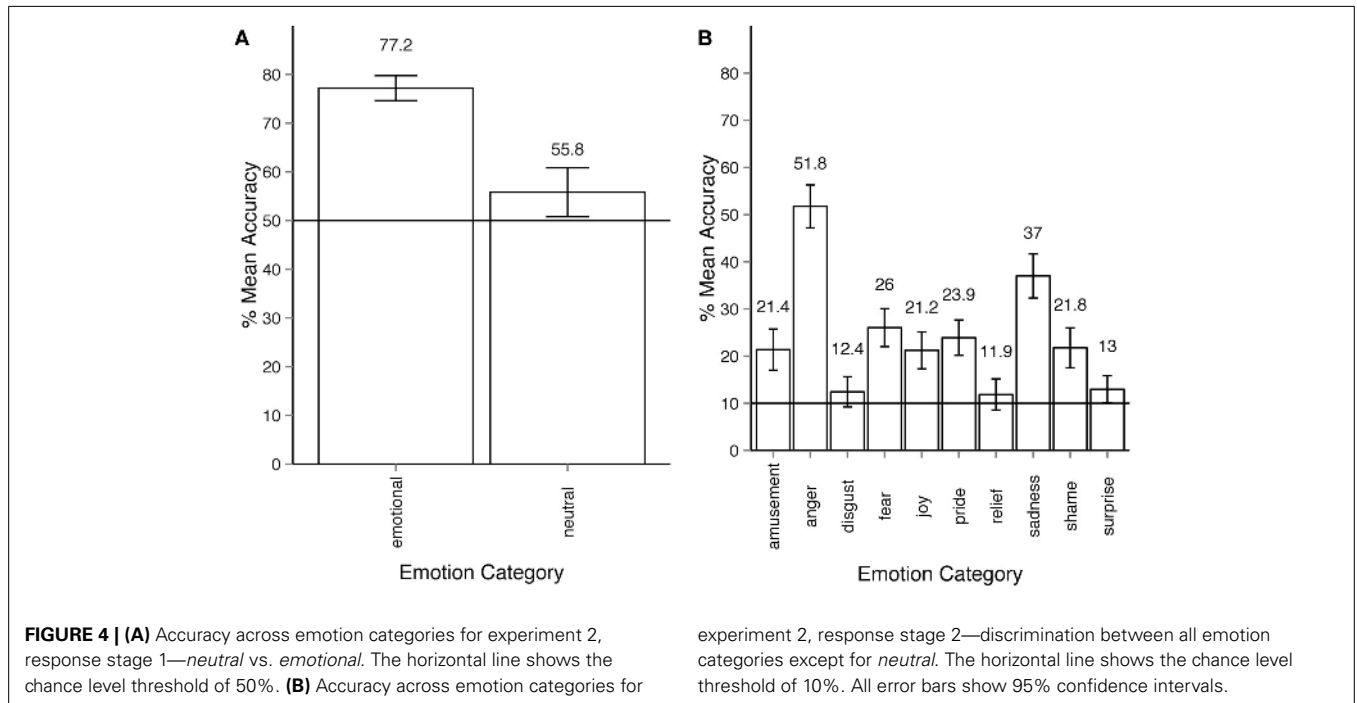 A
77.2
55.8
80
70
60
50
40
30
20
10
0
% Mean Accuracy
emotional
neutral
Emotion Category
B
51.8
37
26
23.9
21.4
21.2
21.8
12.4
11.9
13
80
70
60
50
40
30
20
10
0
% Mean Accuracy
amusement
anger
disgust
fear
joy
pride
relief
sadness
shame
surprise
Emotion Category
FIGURE 4 | (A) Accuracy across emotion categories for experiment 2,
response stage 1—neutral vs. emotional. The horizontal line shows the
chance level threshold of 50%. (B) Accuracy across emotion categories for
experiment 2, response stage 2—discrimination between all emotion
categories except for neutral. The horizontal line shows the chance level
threshold of 10%. All error bars show 95% confidence intervals.